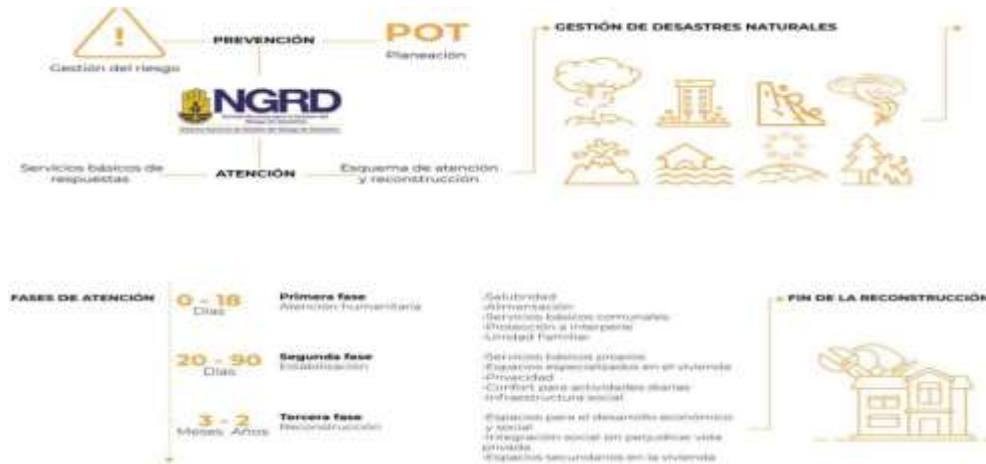 PREVENCIÓN
POT
Planeación
Gestión del riesgo
GESTIÓN DE DESASTRES NATURALES
NGRD
Servicios básicos de
respuestas
ATENCIÓN
Esquema de atención
y reconstrucción
FASES DE ATENCIÓN
0 - 18
Días
Primera fase
Atención humanitaria
-Salubridad
-Alimentación
-Servicios básicos comunales
-Protección a interperie
-Unidad Familiar
20 - 90
Días
Segunda fase
Estabilización
-Servicios básicos propios
-Espacios especializados en el vivienda
-Privacidad
-Confort para actividades diarias
-Infraestructura social
3 - 2
Meses Años
Tercera fase
Reconstrucción
-Espacios para el desarrollo económico
y social
-Integración social sin perjudicar vida
privada
-Espacios secundarios en la vivienda
FIN DE LA RECONSTRUCCIÓN